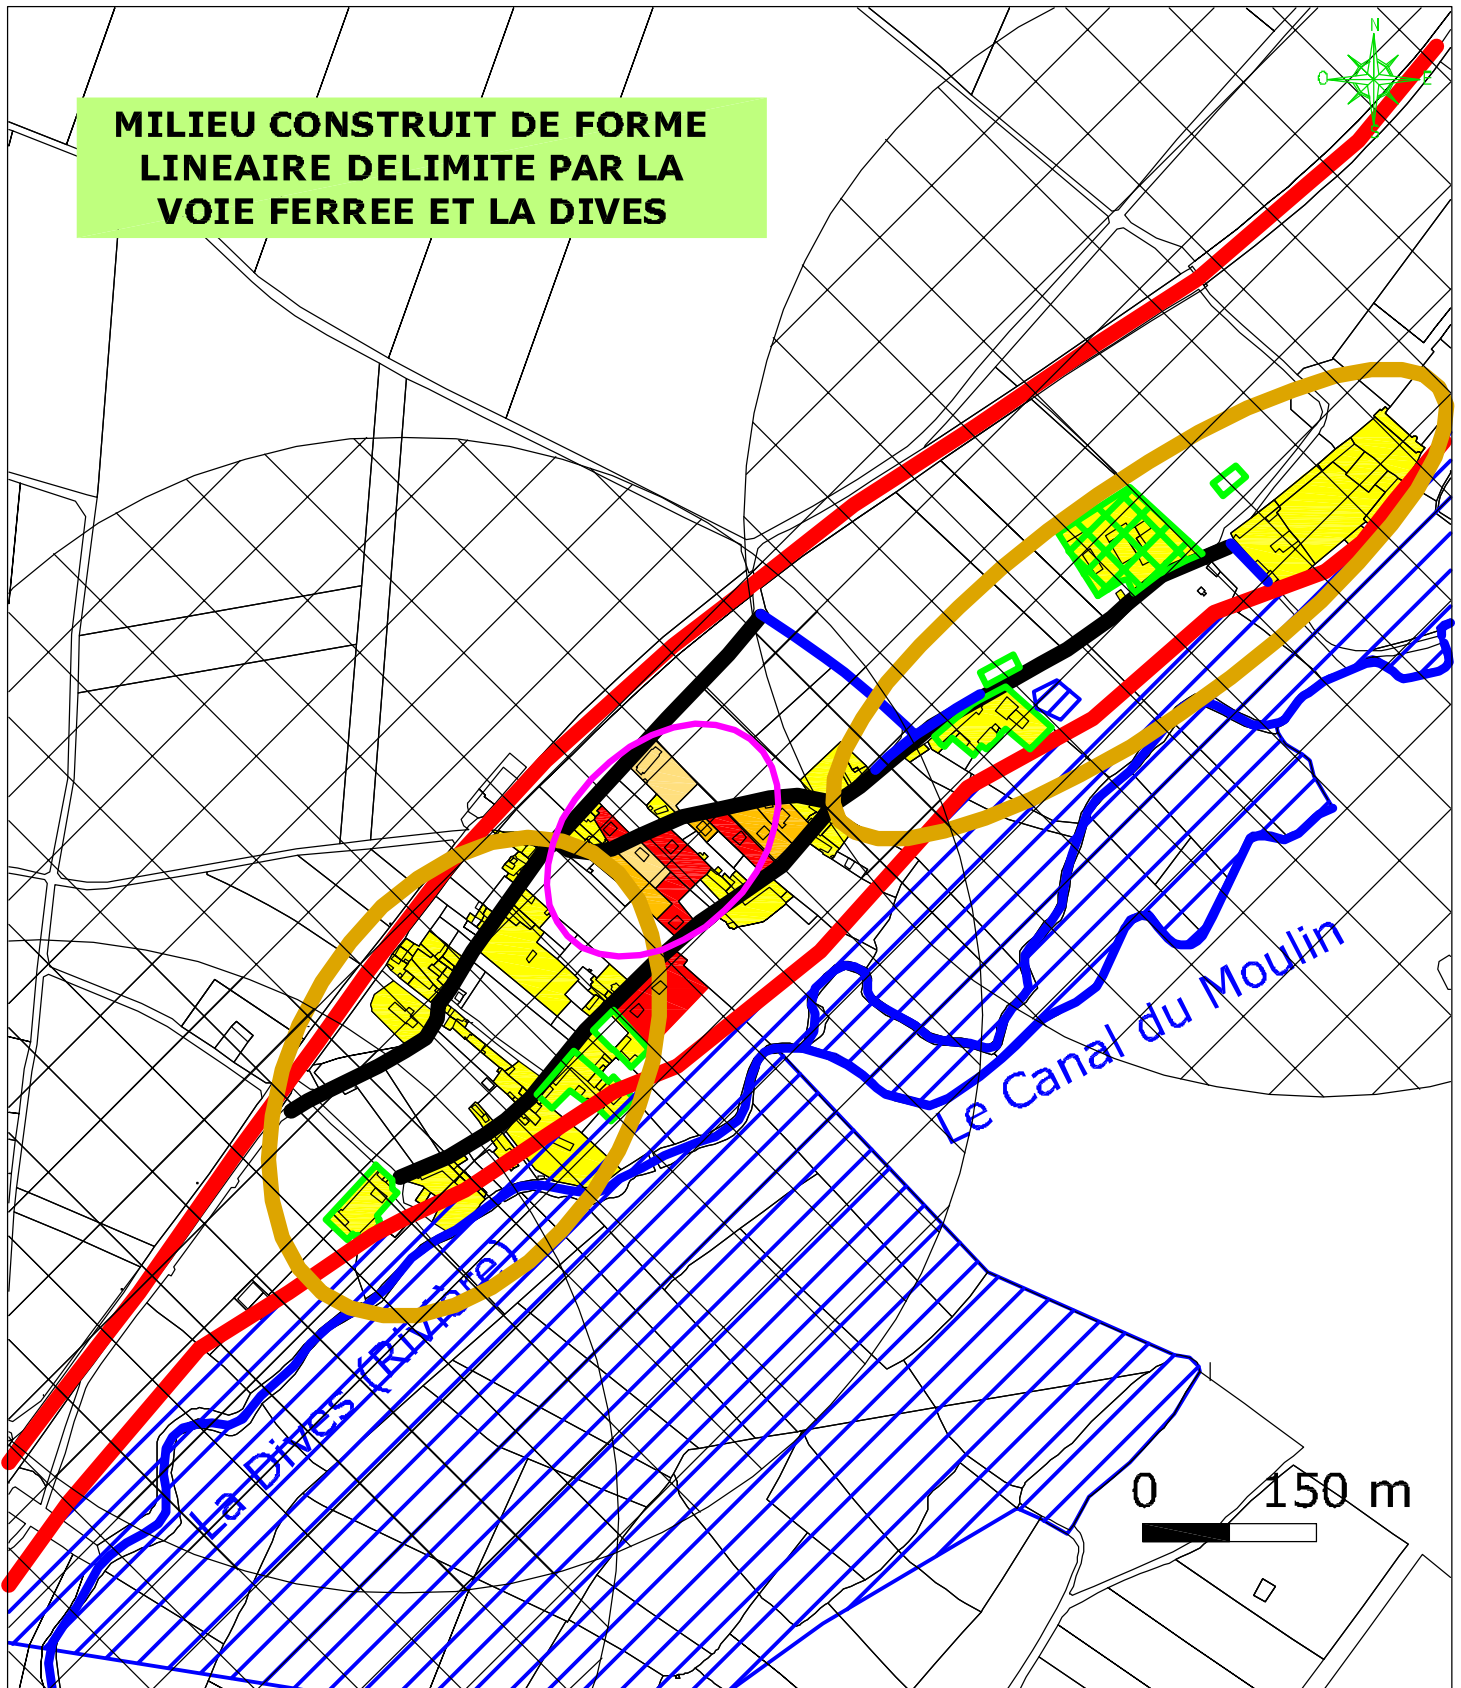 N
O
E
S
MILIEU CONSTRUIT DE FORME
LINEAIRE DELIMITE PAR LA
VOIE FERREE ET LA DIVES
Le Canal du Moulin
La Dives (Rivière)
0 150 m